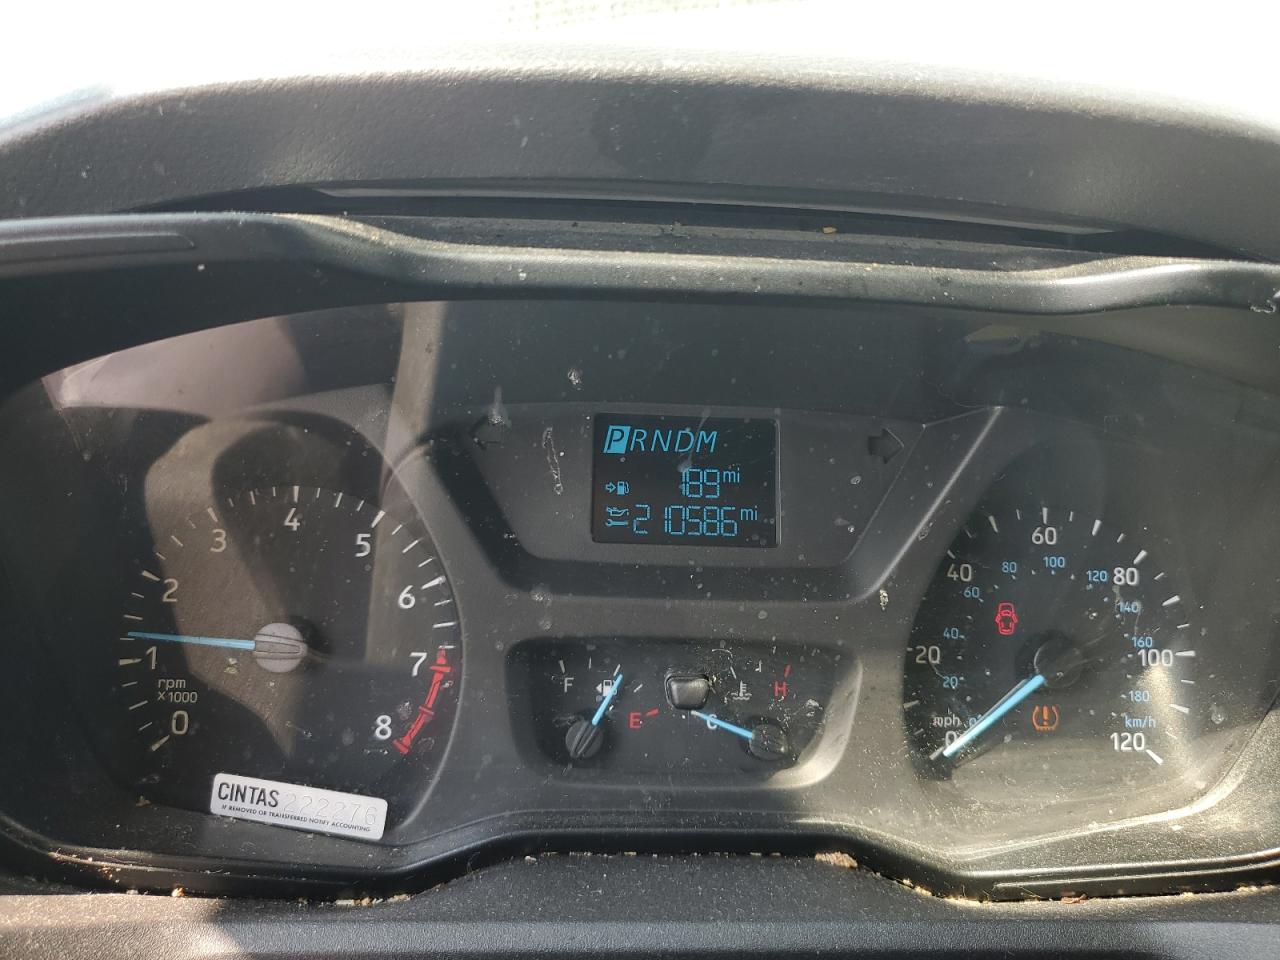 PRNDM
189 mi
210586 mi
0 1 2 3 4 5 6 7 8
rpm
x1000
F E
C H
0 20 40 60 80 100 120
mph
20 40 60 80 100 120 140 160 180
km/h
CINTAS 222276
IF REMOVED OR TRANSFERRED NOTIFY ACCOUNTING